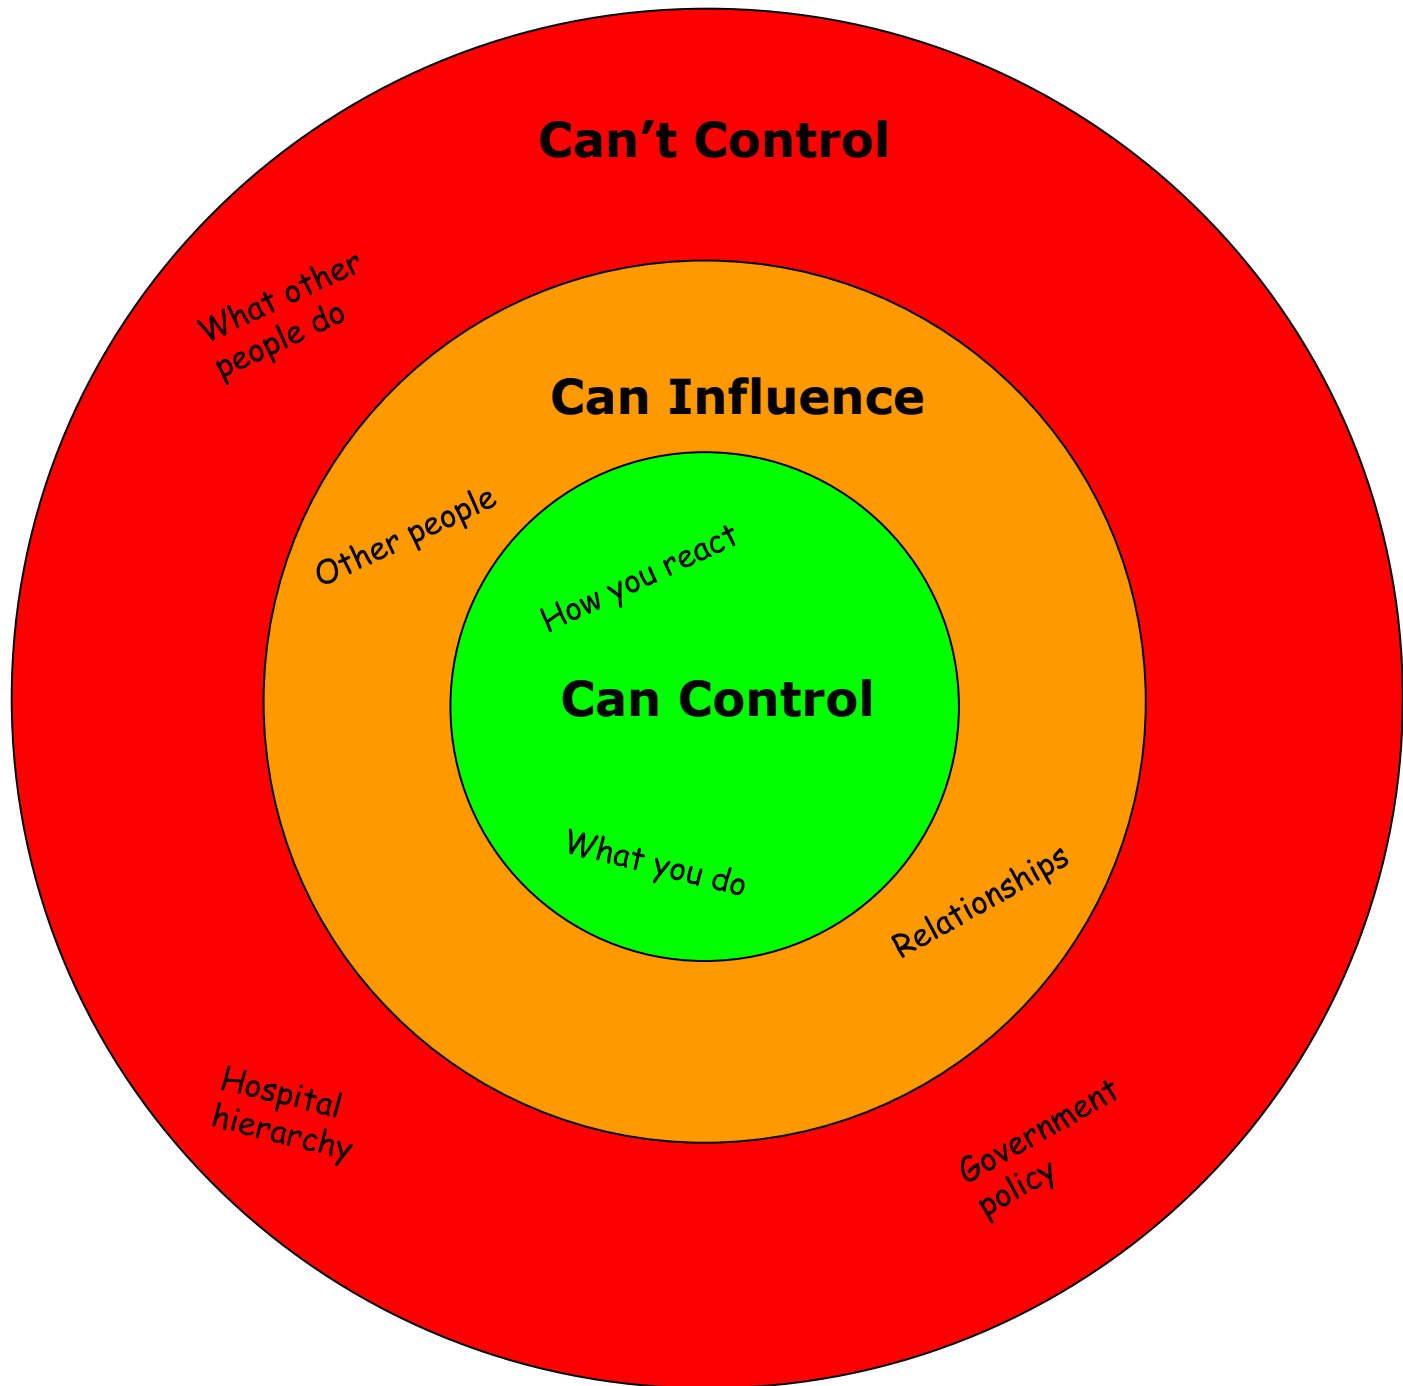 Can’t Control
What other
people do
Can Influence
Other people
How you react
Can Control
What you do
Relationships
Hospital
hierarchy
Government
policy